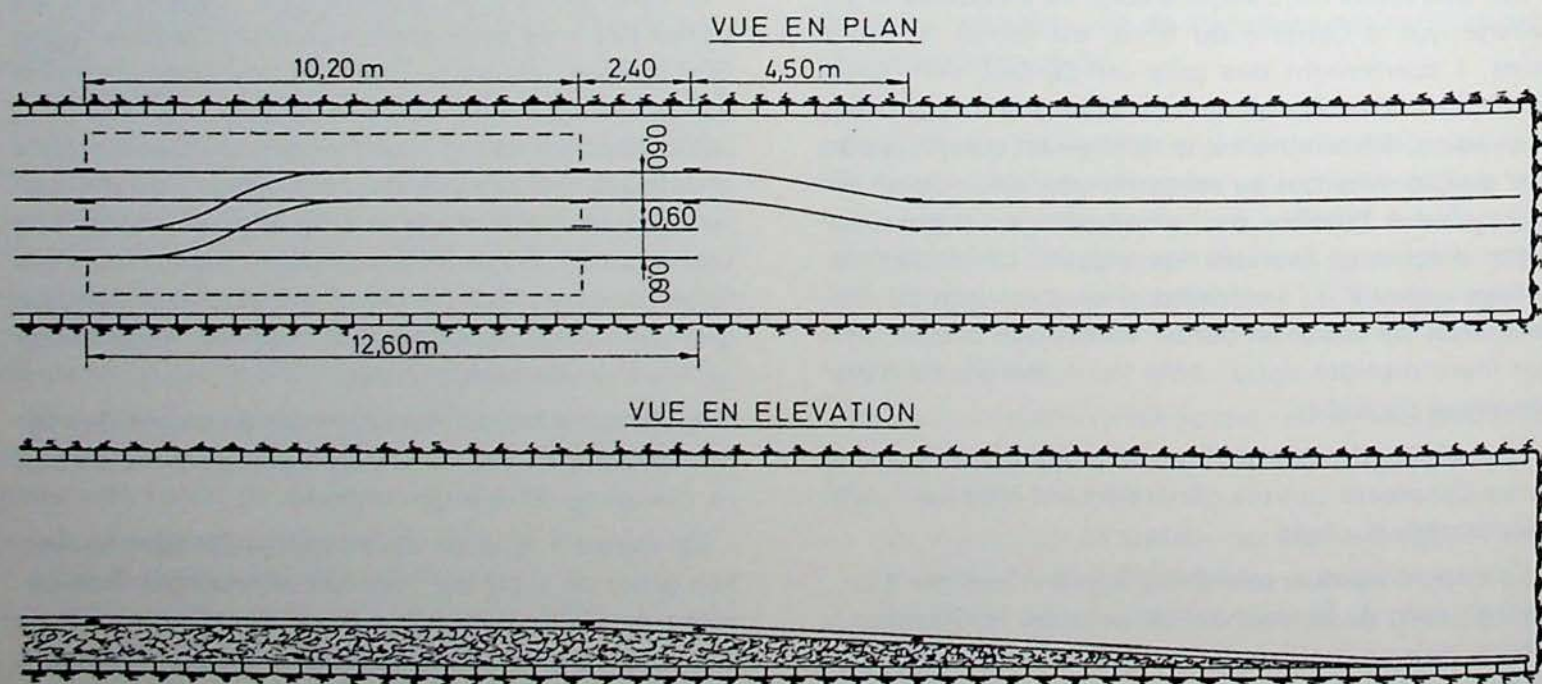 VUE EN PLAN
10,20 m 2,40 4,50 m
0,60
0,60
0,60
12,60 m
VUE EN ELEVATION